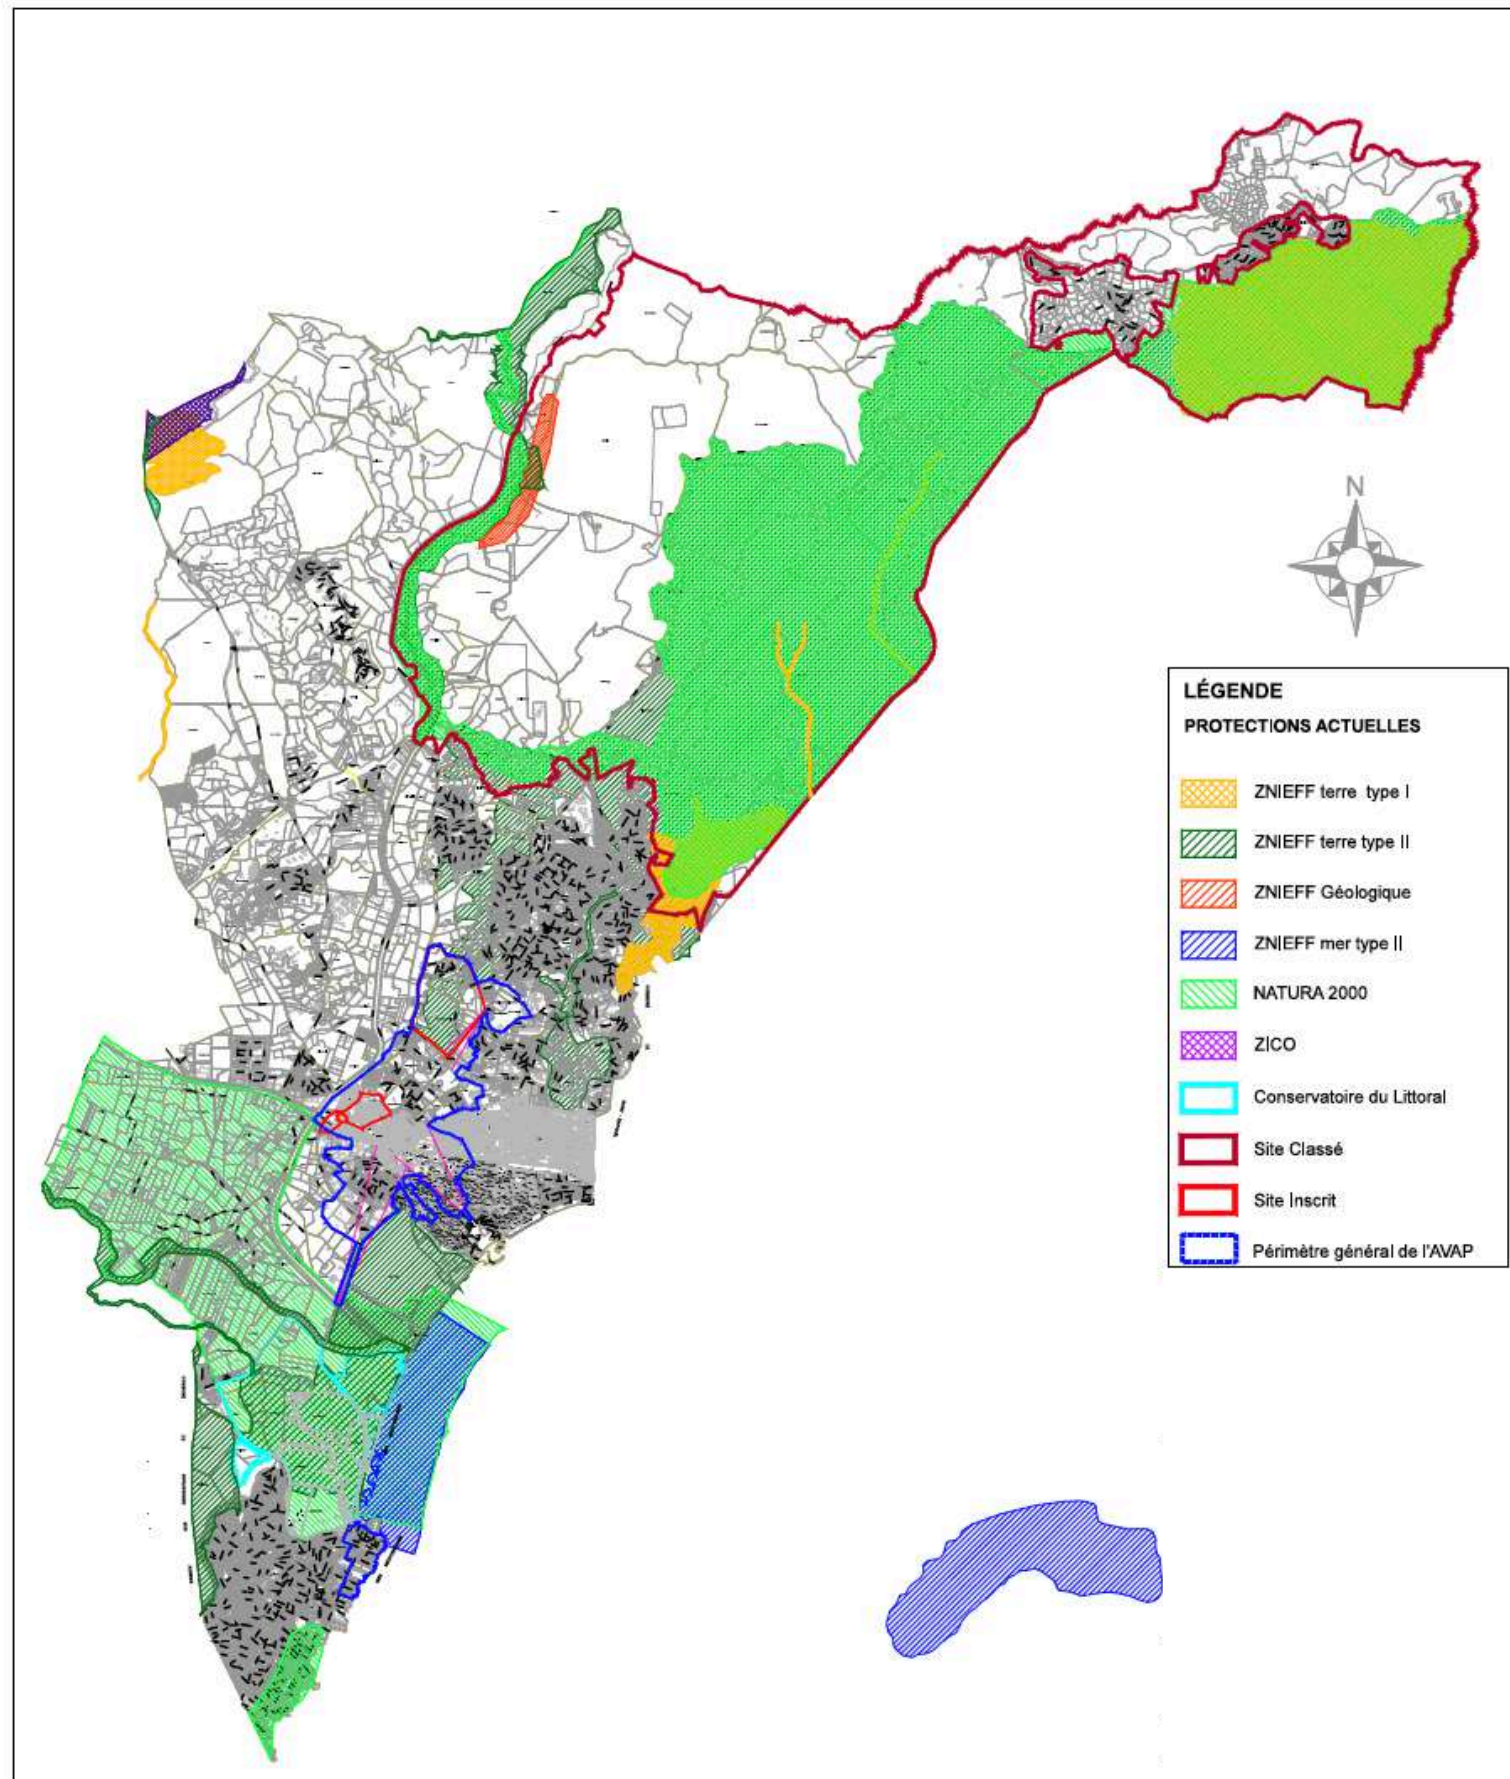 N
LÉGENDE
PROTECTIONS ACTUELLES
ZNIEFF terre type I
ZNIEFF terre type II
ZNIEFF Géologique
ZNIEFF mer type II
NATURA 2000
ZICO
Conservatoire du Littoral
Site Classé
Site Inscrit
Périmètre général de l'AVAP